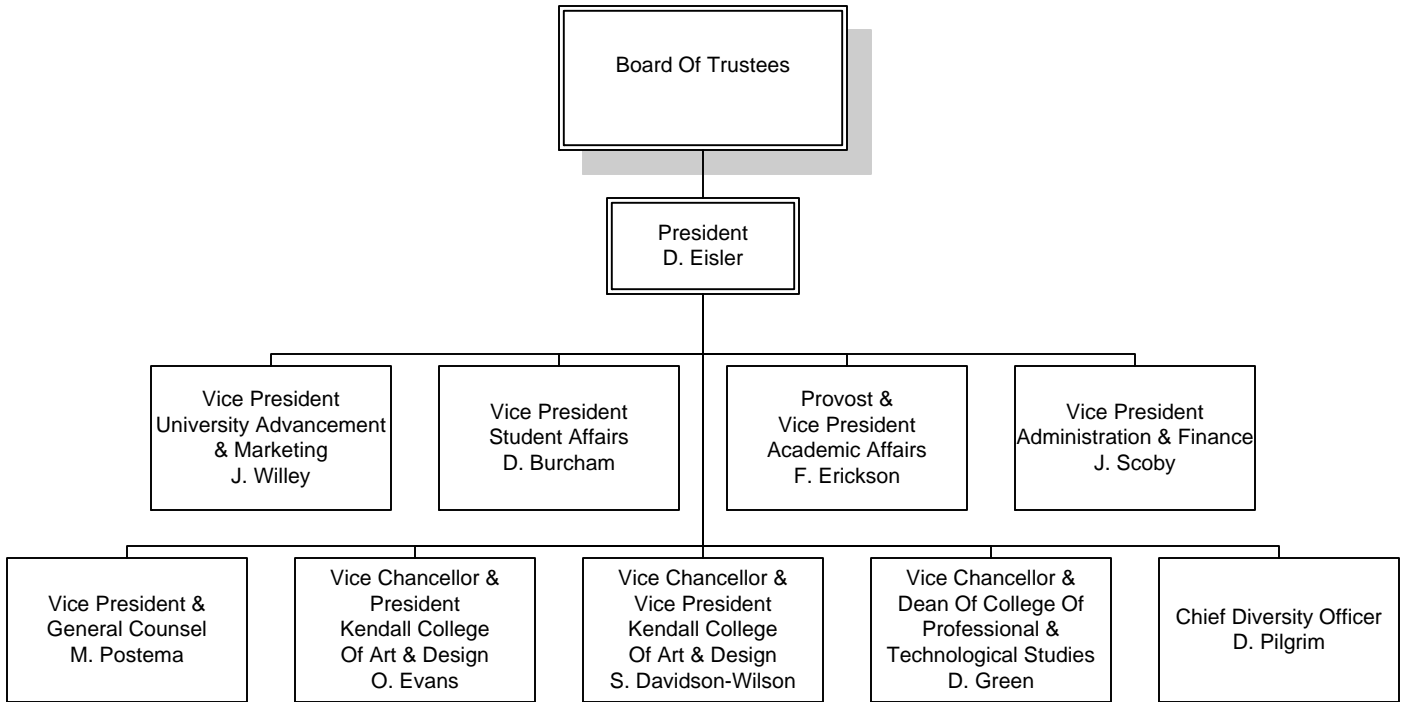 Board Of Trustees
President
D. Eisler
Vice President
University Advancement
& Marketing
J. Willey
Vice President
Student Affairs
D. Burcham
Provost &
Vice President
Academic Affairs
F. Erickson
Vice President
Administration & Finance
J. Scoby
Vice President &
General Counsel
M. Postema
Vice Chancellor &
President
Kendall College
Of Art & Design
O. Evans
Vice Chancellor &
Vice President
Kendall College
Of Art & Design
S. Davidson-Wilson
Vice Chancellor &
Dean Of College Of
Professional &
Technological Studies
D. Green
Chief Diversity Officer
D. Pilgrim